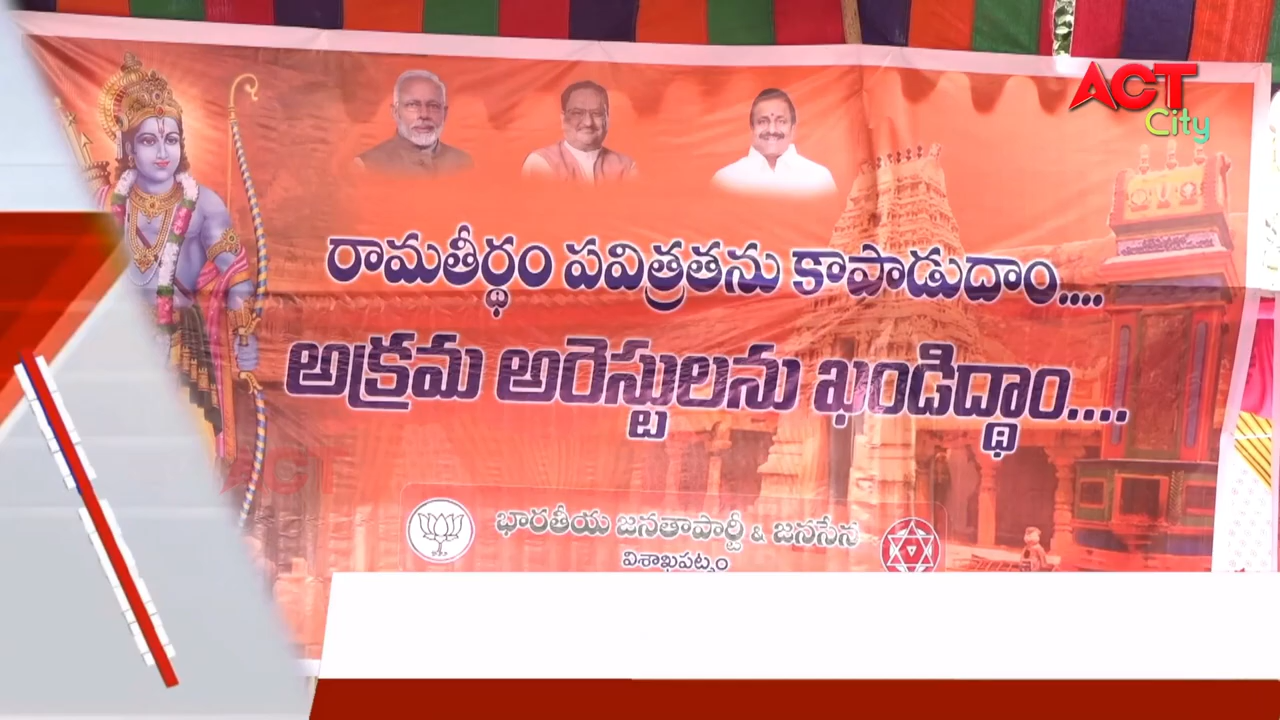 ACT
City
రామతీర్థం పవిత్రతను కాపాడుదాం....
అక్రమ అరెస్టులను ఖండిద్ధాం....
భారతీయ జనతాపార్టీ & జనసేన
విశాఖపట్నం